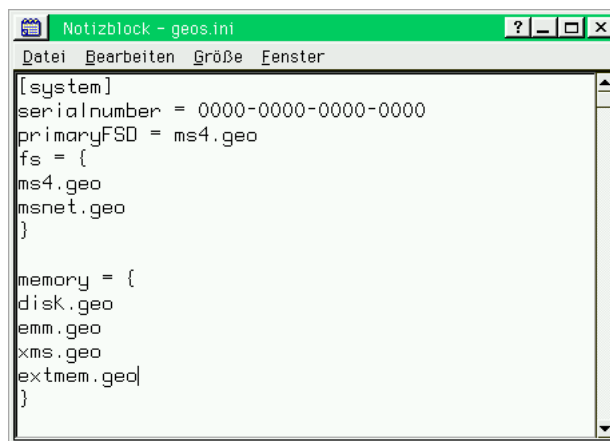 Notizblock - geos.ini
?
Datei Bearbeiten Größe Fenster
[system]
serialnumber = 0000-0000-0000-0000
primaryFSD = ms4.geo
fs = {
ms4.geo
msnet.geo
}
memory = {
disk.geo
emm.geo
xms.geo
extmem.geo
}